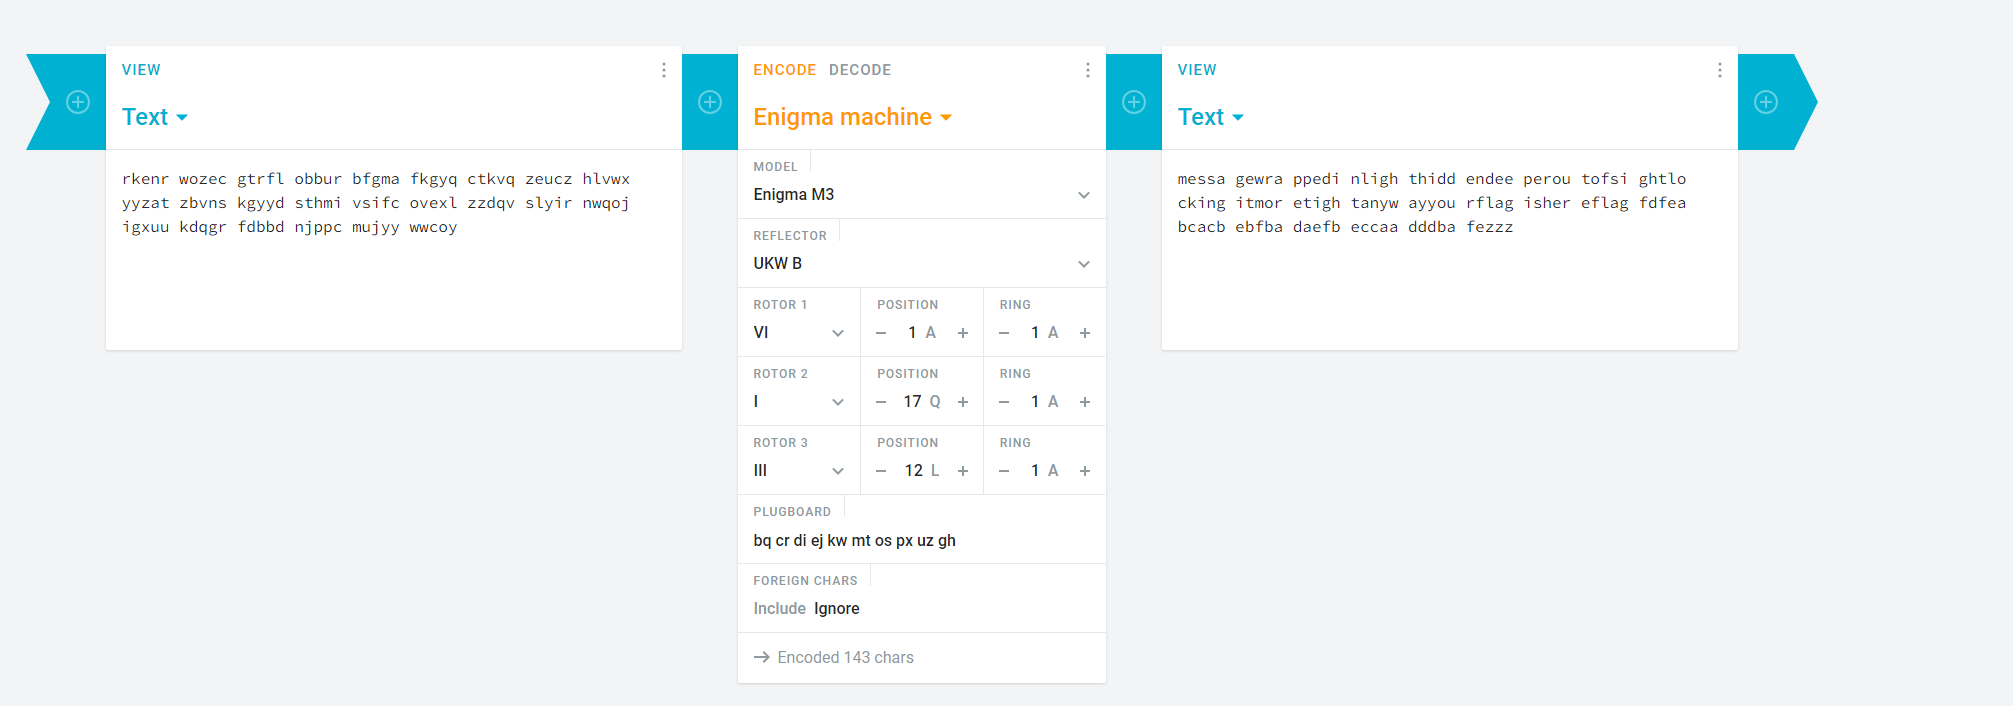 VIEW
Text
rkenr wozec gtrfl obbur bfgma fkgyq ctkvq zeucz hlvwx
yyzat zbvns kgyyd sthmi vsifc ovexl zzdqv slyir nwqoj
igxuu kdqgr fdbbd njppc mujyy wwcoy
ENCODE DECODE
Enigma machine
MODEL
Enigma M3
REFLECTOR
UKW B
ROTOR 1 POSITION RING
VI − 1 A + − 1 A +
ROTOR 2 POSITION RING
I − 17 Q + − 1 A +
ROTOR 3 POSITION RING
III − 12 L + − 1 A +
PLUGBOARD
bq cr di ej kw mt os px uz gh
FOREIGN CHARS
Include Ignore
→ Encoded 143 chars
VIEW
Text
messa gewra ppedi nligh thidd endee perou tofsi ghtlo
cking itmor etigh tanyw ayyou rflag isher eflag fdfea
bcacb ebfba daefb eccaa dddba fezzz